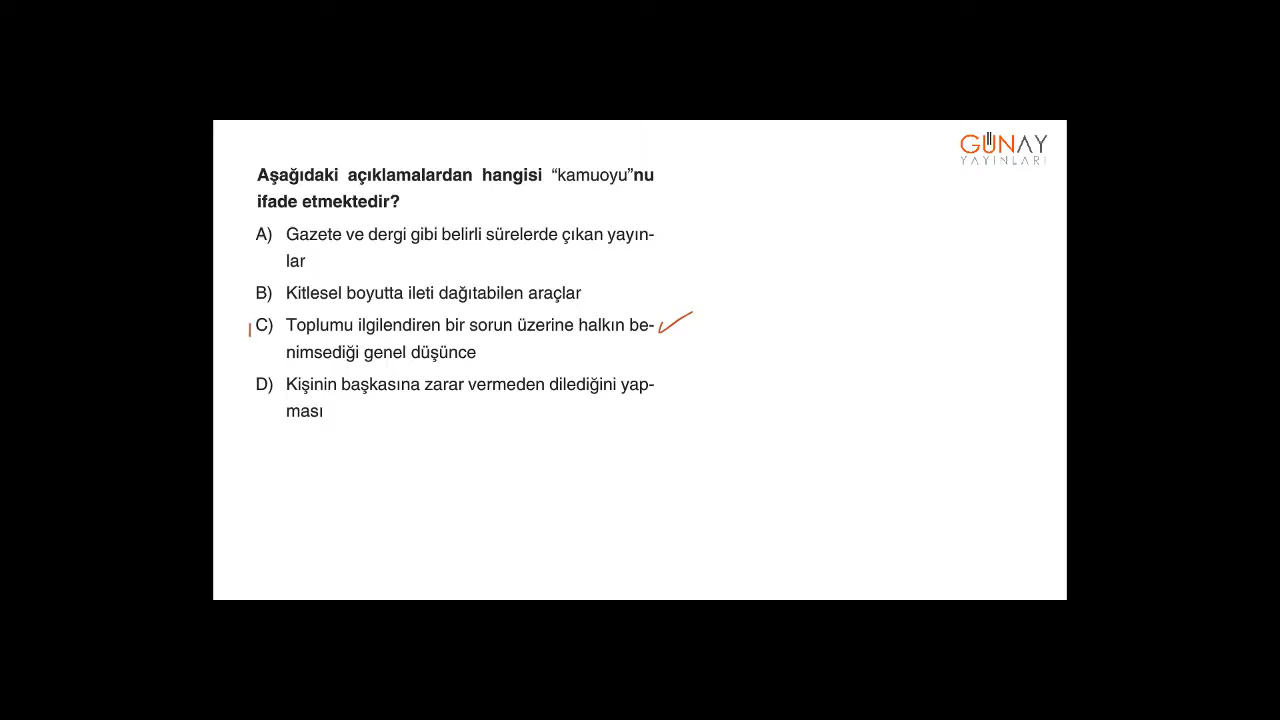 GÜNAY
YAYINLARI
Aşağıdaki açıklamalardan hangisi “kamuoyu”nu
ifade etmektedir?
A) Gazete ve dergi gibi belirli sürelerde çıkan yayın-
lar
B) Kitlesel boyutta ileti dağıtabilen araçlar
C) Toplumu ilgilendiren bir sorun üzerine halkın be-
nimsediği genel düşünce
D) Kişinin başkasına zarar vermeden dilediğini yap-
ması